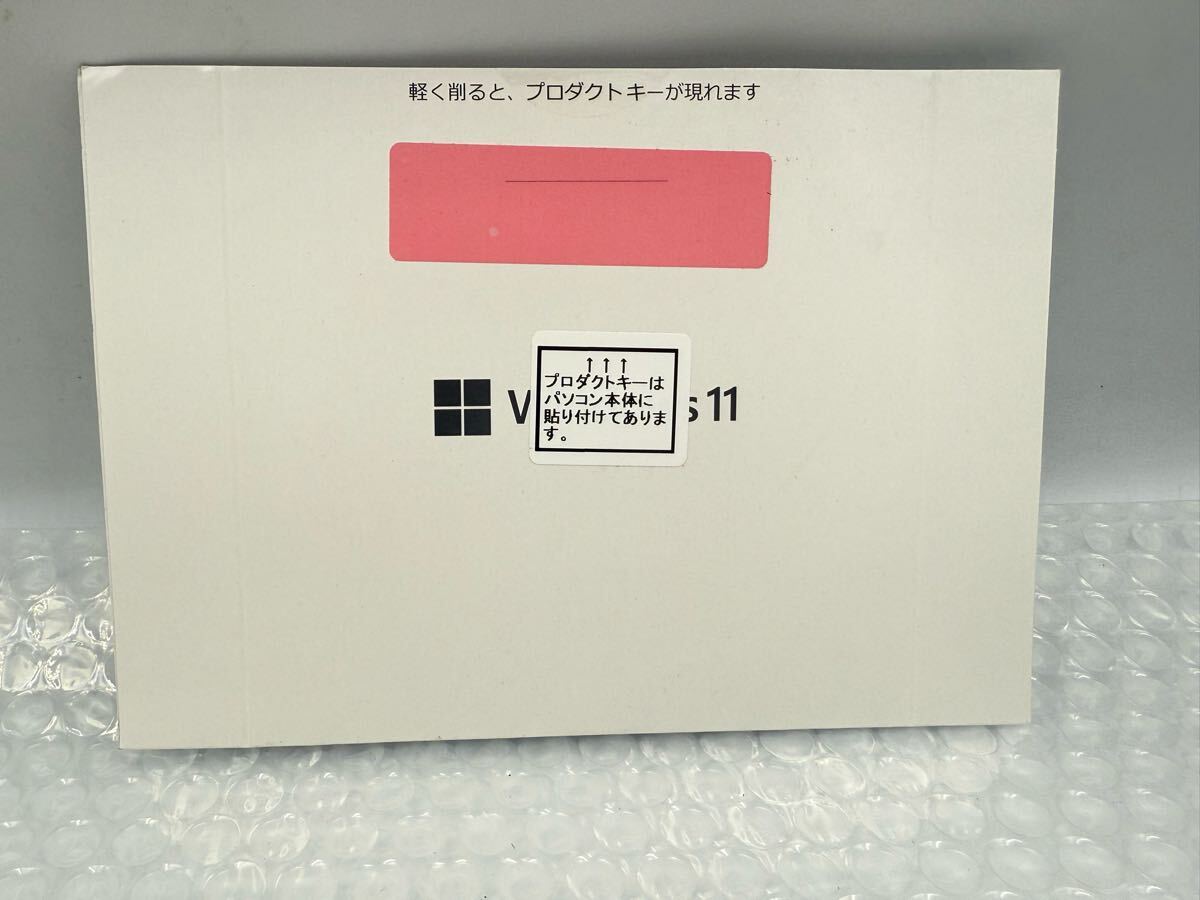 軽く削ると、プロダクト キーが現れます
↑↑↑
プロダクトキーは
パソコン本体に
貼り付けてありま
す。
s 11